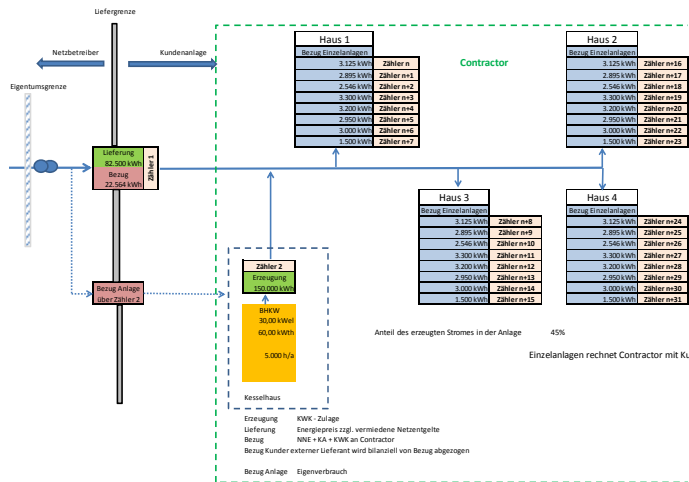 Liefergrenze
Netzbetreiber
Kundenanlage
Eigentumsgrenze
Contractor
Haus 1
Bezug Einzelanlagen
3.125 kWh Zähler n
2.895 kWh Zähler n+1
2.546 kWh Zähler n+2
3.300 kWh Zähler n+3
3.200 kWh Zähler n+4
2.950 kWh Zähler n+5
3.000 kWh Zähler n+6
1.500 kWh Zähler n+7
Haus 2
Bezug Einzelanlagen
3.125 kWh Zähler n+16
2.895 kWh Zähler n+17
2.546 kWh Zähler n+18
3.300 kWh Zähler n+19
3.200 kWh Zähler n+20
2.950 kWh Zähler n+21
3.000 kWh Zähler n+22
1.500 kWh Zähler n+23
Lieferung
82.500 kWh
Bezug
22.564 kWh
Zähler 1
Haus 3
Bezug Einzelanlagen
3.125 kWh Zähler n+8
2.895 kWh Zähler n+9
2.546 kWh Zähler n+10
3.300 kWh Zähler n+11
3.200 kWh Zähler n+12
2.950 kWh Zähler n+13
3.000 kWh Zähler n+14
1.500 kWh Zähler n+15
Haus 4
Bezug Einzelanlagen
3.125 kWh Zähler n+24
2.895 kWh Zähler n+25
2.546 kWh Zähler n+26
3.300 kWh Zähler n+27
3.200 kWh Zähler n+28
2.950 kWh Zähler n+29
3.000 kWh Zähler n+30
1.500 kWh Zähler n+31
Bezug Anlage
über Zähler 2
Zähler 2
Erzeugung
150.000 kWh
BHKW
30,00 kWel
60,00 kWth
5.000 h/a
Kesselhaus
Anteil des erzeugten Stromes in der Anlage 45%
Einzelanlagen rechnet Contractor mit Ku
Erzeugung KWK - Zulage
Lieferung Energiepreis zzgl. vermiedene Netzentgelte
Bezug NNE + KA + KWK an Contractor
Bezug Kunder externer Lieferant wird bilanziel von Bezug abgezogen
Bezug Anlage Eigenverbrauch